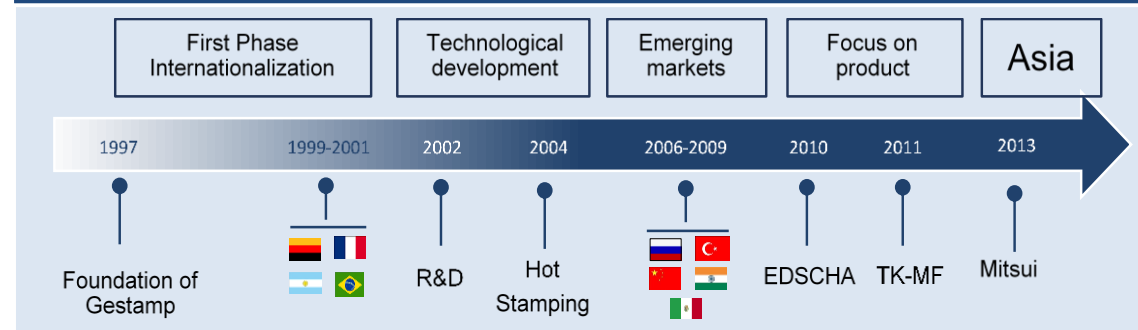 First Phase
Internationalization
Technological
development
Emerging
markets
Focus on
product
Asia
1997
1999-2001
2002
2004
2006-2009
2010
2011
2013
Foundation of
Gestamp
R&D
Hot
Stamping
EDSCHA
TK-MF
Mitsui